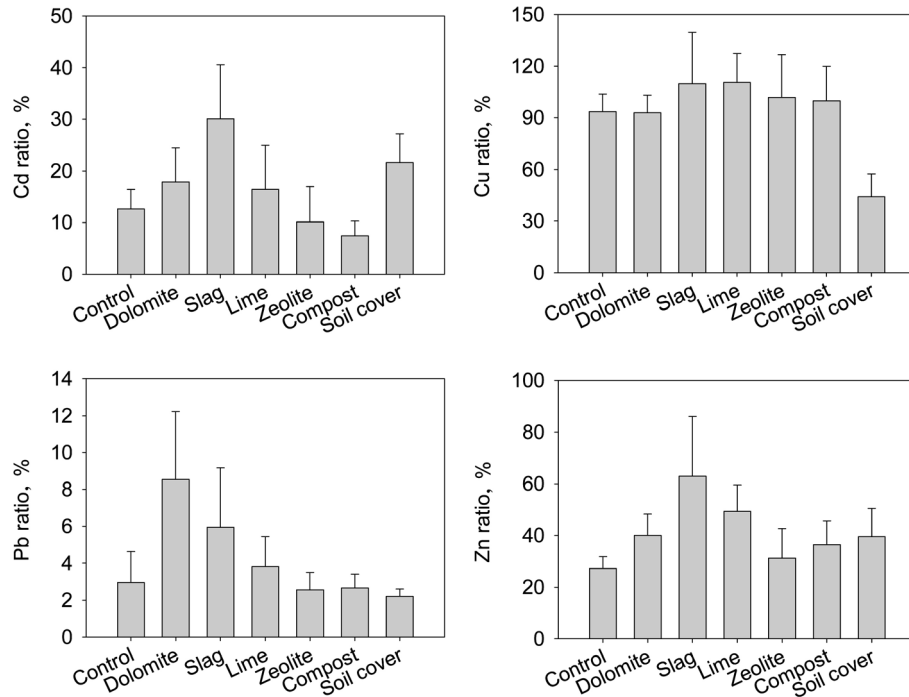 50
40
30
20
10
0
Cd ratio, %
Control
Dolomite
Slag
Lime
Zeolite
Compost
Soil cover
150
120
90
60
30
0
Cu ratio, %
Control
Dolomite
Slag
Lime
Zeolite
Compost
Soil cover
14
12
10
8
6
4
2
0
Pb ratio, %
Control
Dolomite
Slag
Lime
Zeolite
Compost
Soil cover
100
80
60
40
20
0
Zn ratio, %
Control
Dolomite
Slag
Lime
Zeolite
Compost
Soil cover